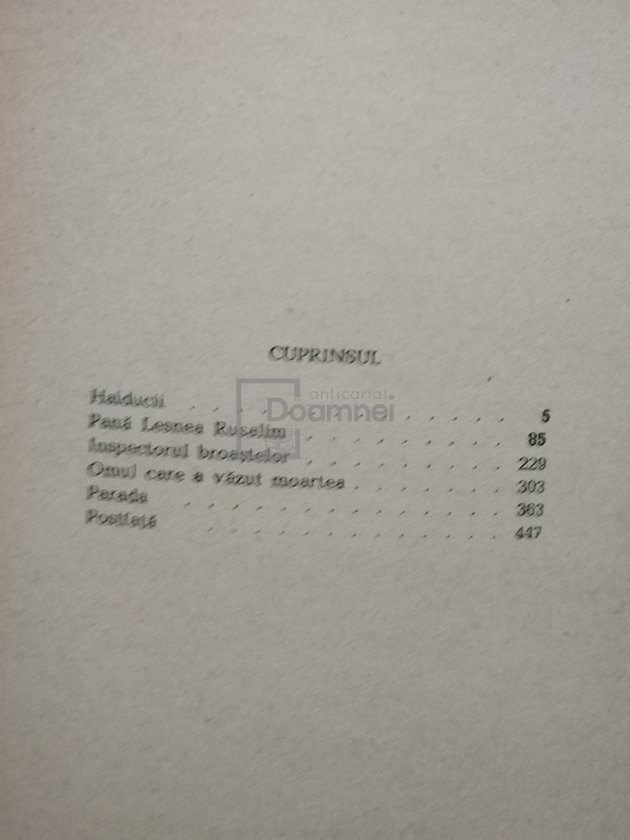 CUPRINSUL
Haiducii . . . . . . . . . . . . . 5
Pană Lesnea Rusalim . . . . . . . . . 85
Inspectorul broaștelor . . . . . . . . . 229
Omul care a văzut moartea . . . . . . . 303
Parada . . . . . . . . . . . . . . 363
Postfață . . . . . . . . . . . . . 447
anticariat
Doamnei